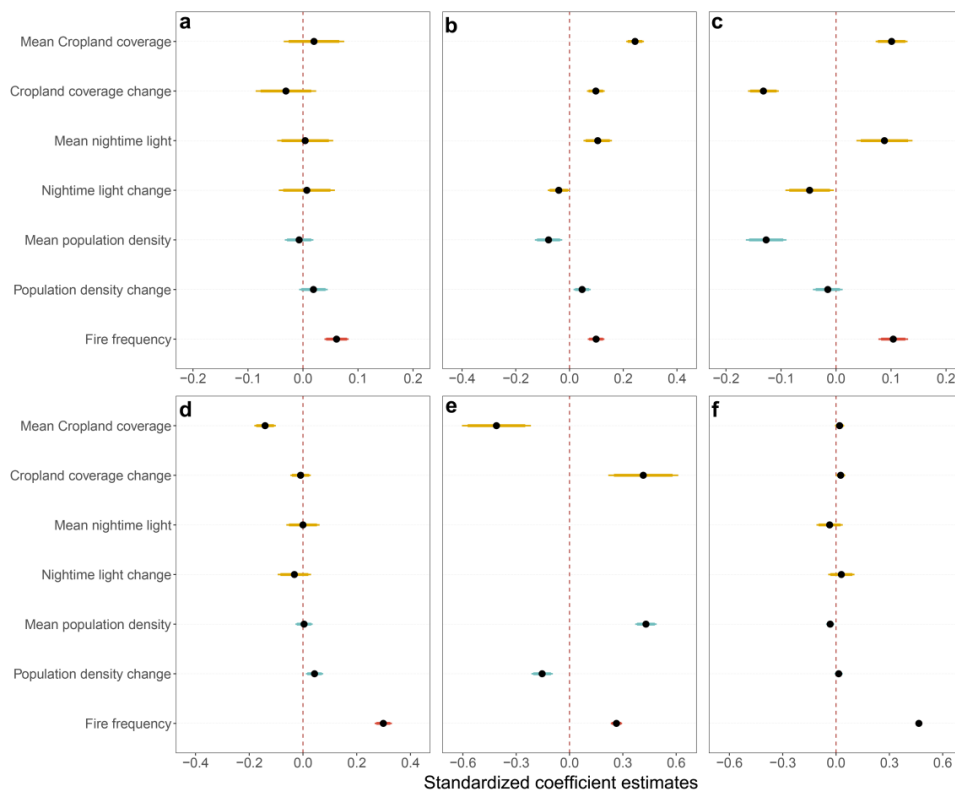 a b c
Mean Cropland coverage
Cropland coverage change
Mean nightime light
Nightime light change
Mean population density
Population density change
Fire frequency
−0.2 −0.1 0.0 0.1 0.2 −0.4 −0.2 0.0 0.2 0.4 −0.2 −0.1 0.0 0.1 0.2
d e f
Mean Cropland coverage
Cropland coverage change
Mean nightime light
Nightime light change
Mean population density
Population density change
Fire frequency
−0.4 −0.2 0.0 0.2 0.4 −0.6 −0.3 0.0 0.3 0.6 −0.6 −0.3 0.0 0.3 0.6
Standardized coefficient estimates